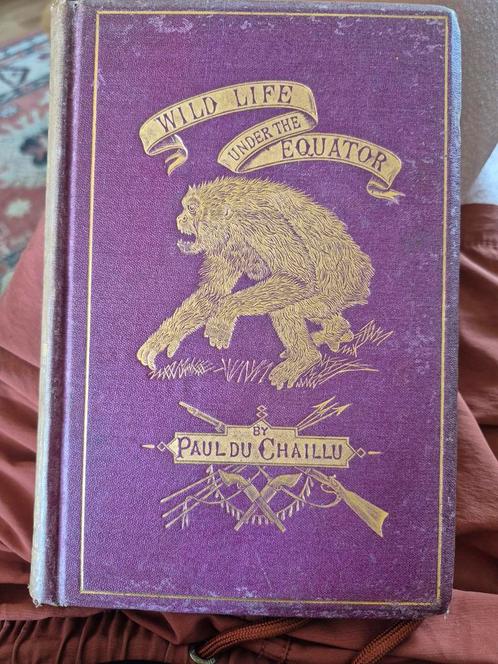 WILD LIFE
UNDER THE
EQUATOR
BY
PAUL DU CHAILLU